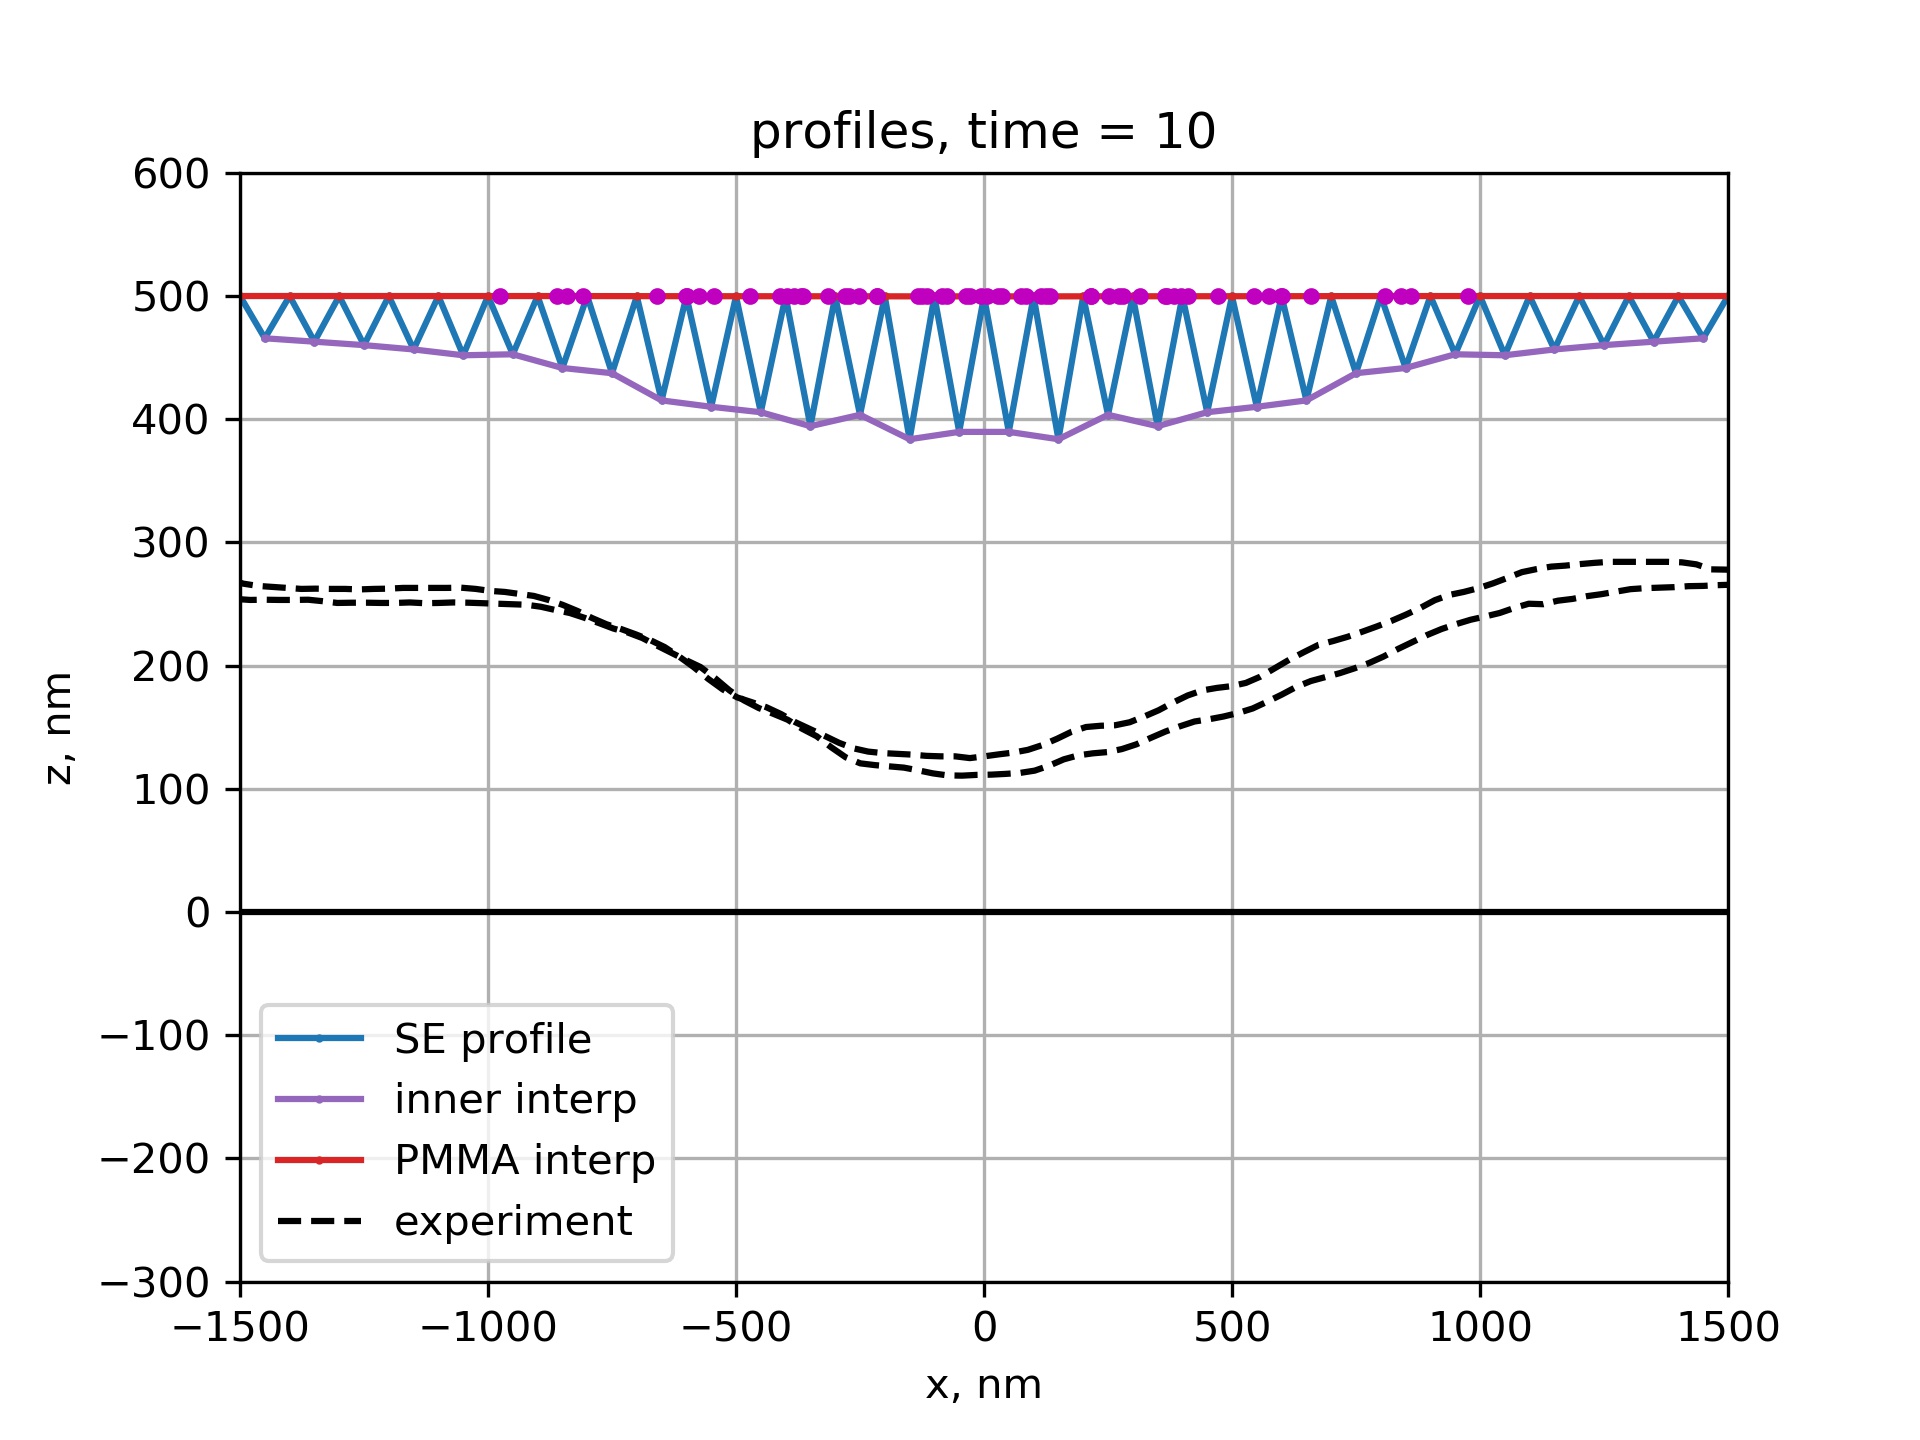 profiles, time = 10
600
500
400
300
200
100
0
−100
−200
−300
z, nm
SE profile
inner interp
PMMA interp
experiment
−1500 −1000 −500 0 500 1000 1500
x, nm